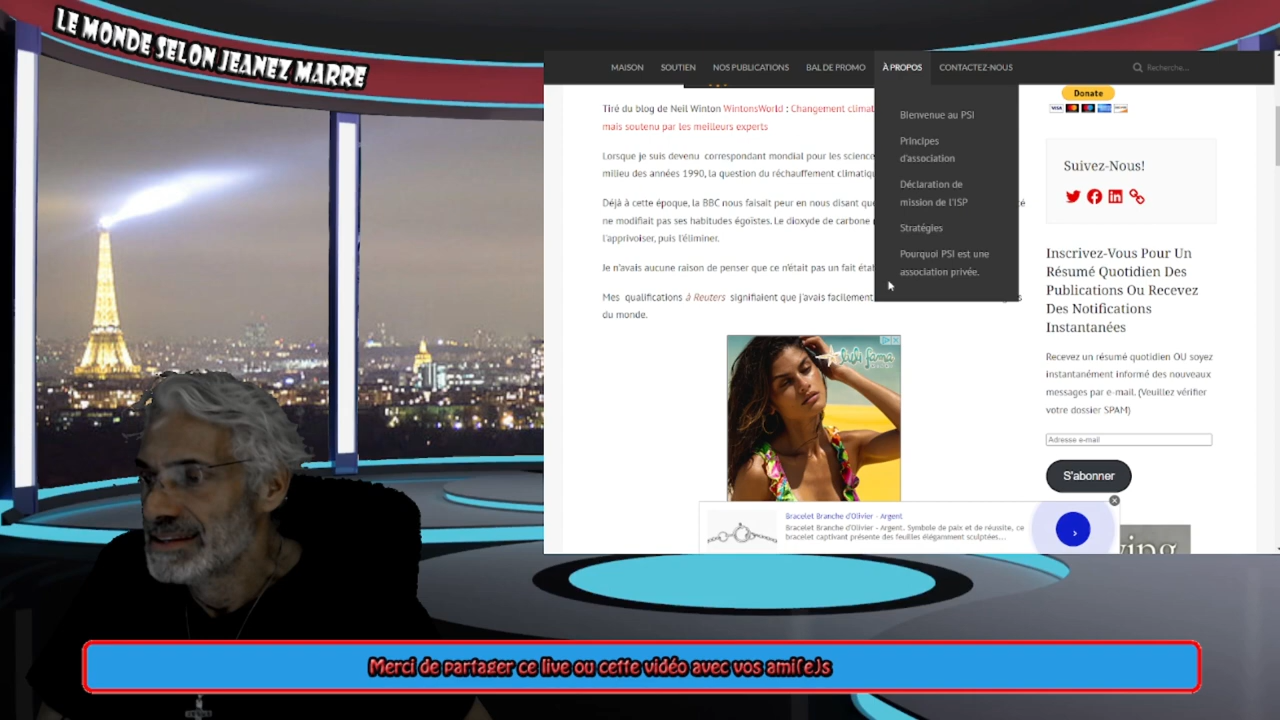 LE MONDE SELON JEANEZ MARRE
MAISON SOUTIEN NOS PUBLICATIONS BAL DE PROMO À PROPOS CONTACTEZ-NOUS Recherche...
Bienvenue au PSI
Principes
d'association
Déclaration de
mission de l'ISP
Stratégies
Pourquoi PSI est une
association privée.
Tiré du blog de Neil Winton WintonsWorld : Changement climat
mais soutenu par les meilleurs experts
Lorsque je suis devenu correspondant mondial pour les science
milieu des années 1990, la question du réchauffement climatiqu
Déjà à cette époque, la BBC nous faisait peur en nous disant que
ne modifiait pas ses habitudes égoïstes. Le dioxyde de carbone
l'apprivoiser, puis l'éliminer.
Je n'avais aucune raison de penser que ce n'était pas un fait étab
Mes qualifications à Reuters signifiaient que j'avais facilement
du monde.
luli fama
Bracelet Branche d'Olivier - Argent
Bracelet Branche d'Olivier - Argent. Symbole de paix et de réussite, ce
bracelet captivant présente des feuilles élégamment sculptées...
Donate
VISA
Suivez-Nous!
Inscrivez-Vous Pour Un
Résumé Quotidien Des
Publications Ou Recevez
Des Notifications
Instantanées
Recevez un résumé quotidien OU soyez
instantanément informé des nouveaux
messages par e-mail. (Veuillez vérifier
votre dossier SPAM)
Adresse e-mail
S'abonner
ving
Merci de partager ce live ou cette vidéo avec vos ami(e)s
JESUS